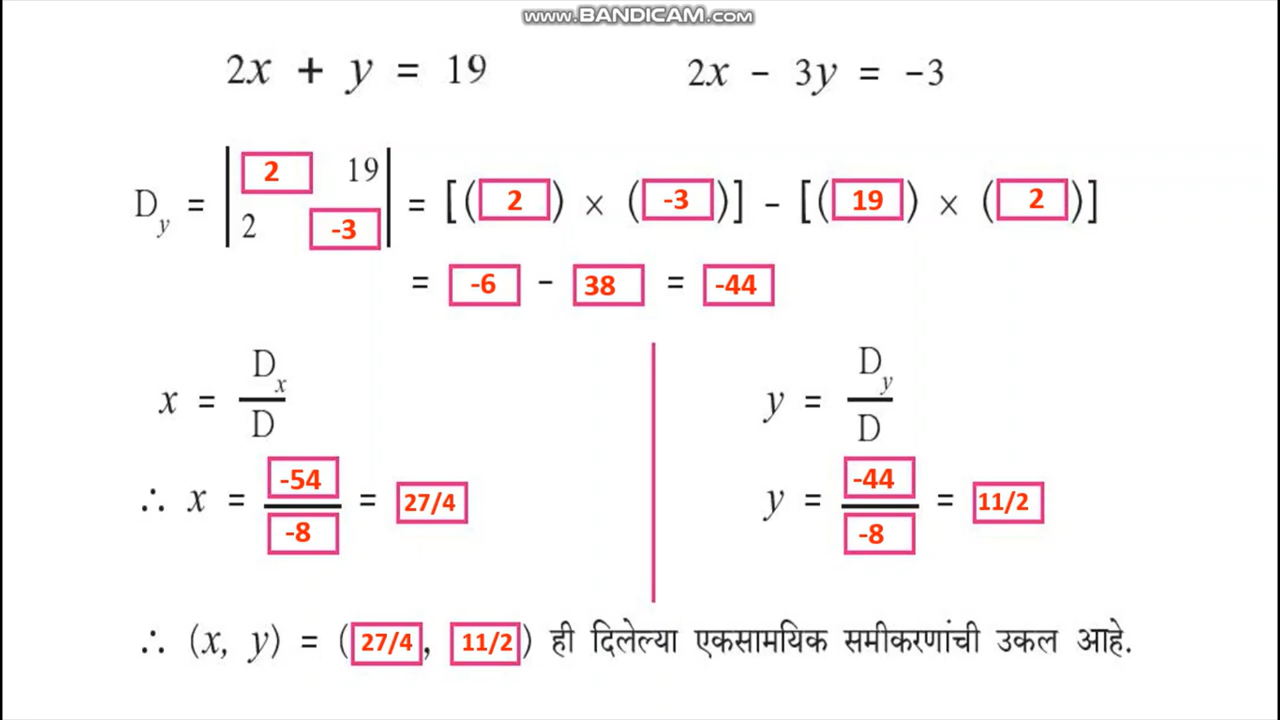 www.BANDICAM.com
2x + y = 19 2x - 3y = -3
Dy = | 2 19 | = [( 2 ) × ( -3 )] - [( 19 ) × ( 2 )]
2 -3
= -6 - 38 = -44
x = Dx / D y = Dy / D
∴ x = -54 / -8 = 27/4 y = -44 / -8 = 11/2
∴ (x, y) = ( 27/4 , 11/2 ) ही दिलेल्या एकसामयिक समीकरणांची उकल आहे.